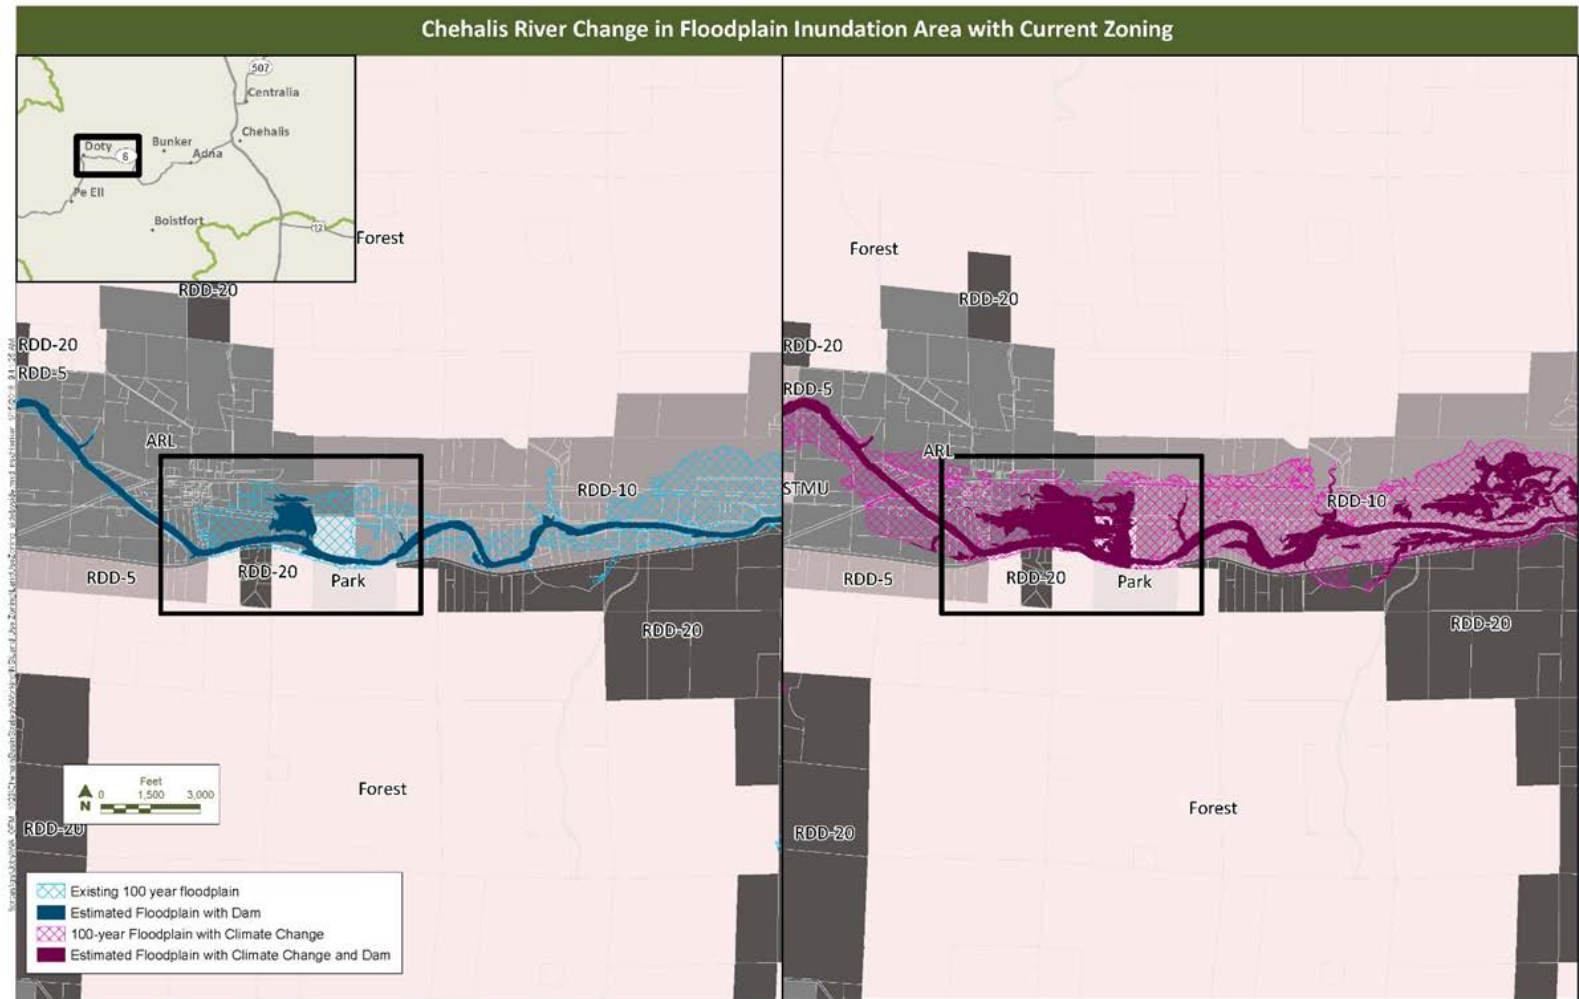 Chehalis River Change in Floodplain Inundation Area with Current Zoning
507
Centralia
Chehalis
Doty
6
Bunker
Adna
Pe Ell
Boistfort
12
Forest
RDD-20
RDD-20
RDD-5
ARL
RDD-10
RDD-5
RDD-20
Park
RDD-20
Forest
RDD-20
Feet
N
0 1,500 3,000
Existing 100 year floodplain
Estimated Floodplain with Dam
100-year Floodplain with Climate Change
Estimated Floodplain with Climate Change and Dam
Forest
RDD-20
RDD-20
RDD-5
ARL
STMU
RDD-10
RDD-5
RDD-20
Park
RDD-20
Forest
RDD-20